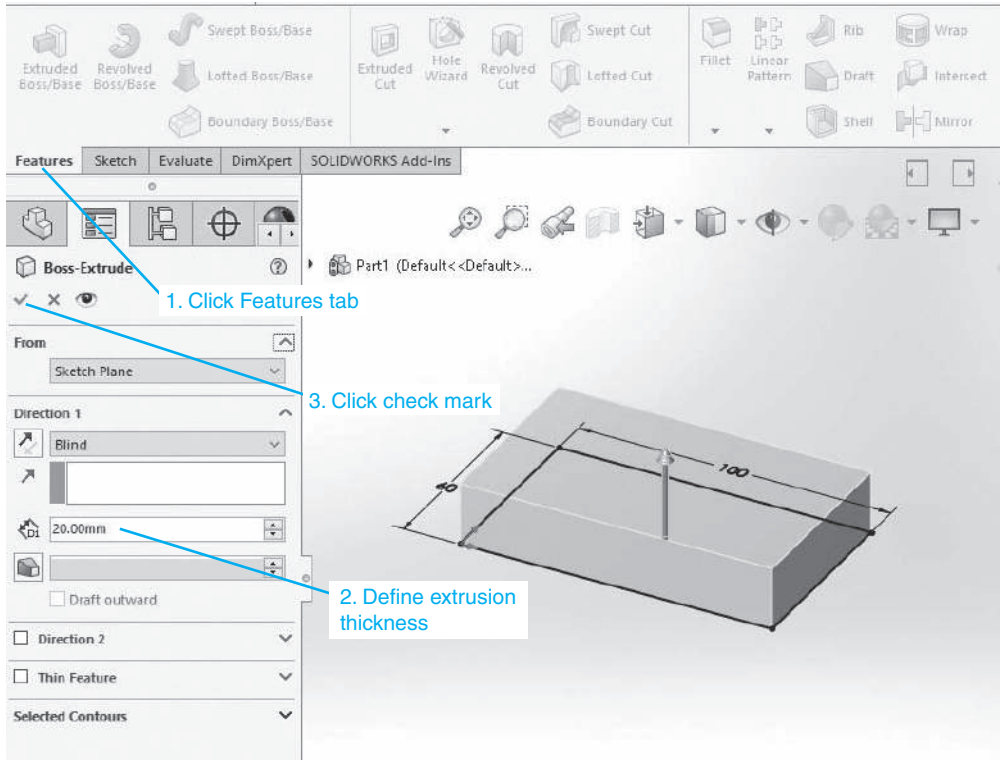 Extruded Boss/Base
Revolved Boss/Base
Swept Boss/Base
Lofted Boss/Base
Boundary Boss/Base
Extruded Cut
Hole Wizard
Revolved Cut
Swept Cut
Lofted Cut
Boundary Cut
Fillet
Linear Pattern
Rib
Draft
Shell
Wrap
Intersect
Mirror
Features Sketch Evaluate DimXpert SOLIDWORKS Add-Ins
Boss-Extrude
Part1 (Default<<Default>...
1. Click Features tab
From
Sketch Plane
3. Click check mark
Direction 1
Blind
D1
20.00mm
Draft outward
2. Define extrusion
thickness
Direction 2
Thin Feature
Selected Contours
100
60